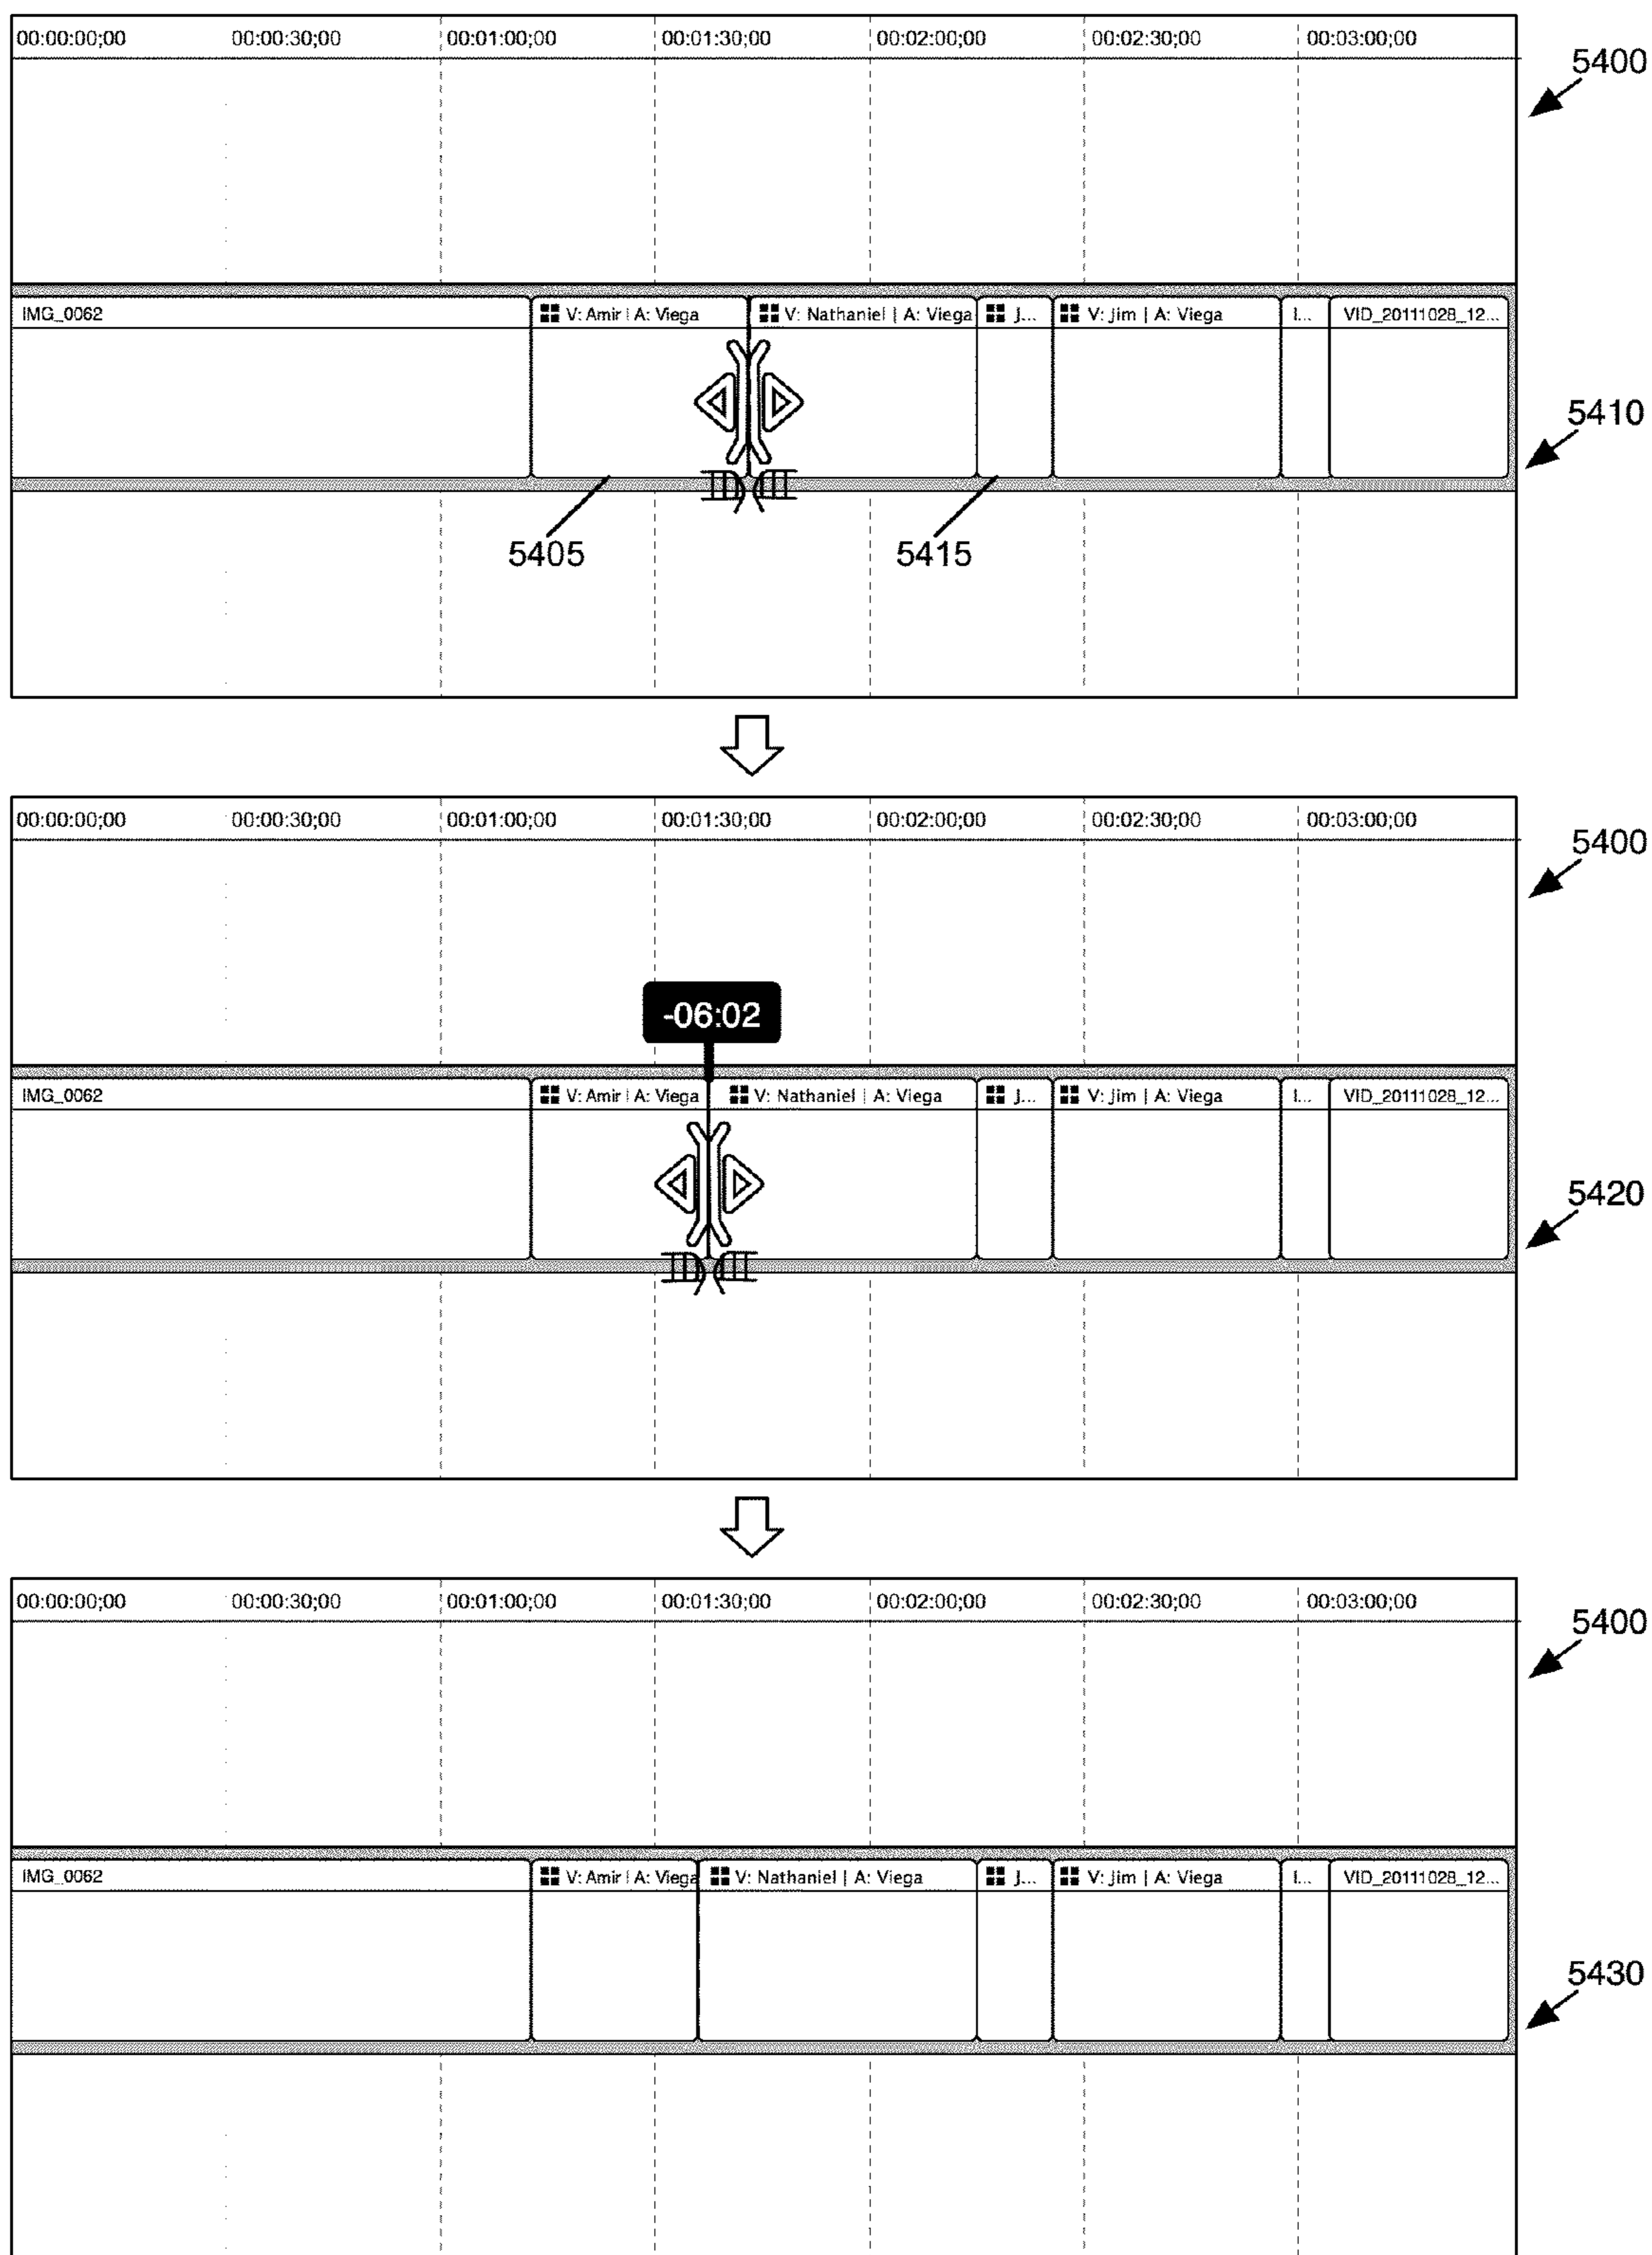 00:00:00;00 00:00:30;00 00:01:00;00 00:01:30;00 00:02:00;00 00:02:30;00 00:03:00;00
5400
IMG_0062 V: Amir | A: Viega V: Nathaniel | A: Viega J... V: Jim | A: Viega I... VID_20111028_12...
5410
5405 5415
00:00:00;00 00:00:30;00 00:01:00;00 00:01:30;00 00:02:00;00 00:02:30;00 00:03:00;00
5400
-06:02
IMG_0062 V: Amir | A: Viega V: Nathaniel | A: Viega J... V: Jim | A: Viega I... VID_20111028_12...
5420
00:00:00;00 00:00:30;00 00:01:00;00 00:01:30;00 00:02:00;00 00:02:30;00 00:03:00;00
5400
IMG_0062 V: Amir | A: Viega V: Nathaniel | A: Viega J... V: Jim | A: Viega I... VID_20111028_12...
5430